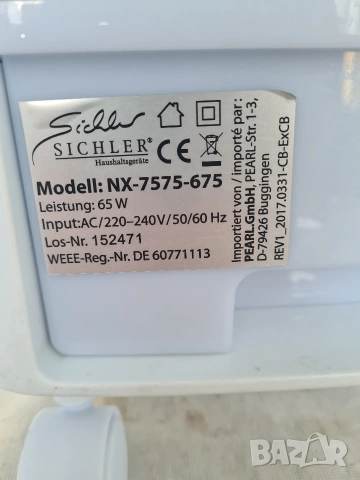 Sichler
SICHLER®
Haushaltsgeräte
CE
Modell: NX-7575-675
Leistung: 65 W
Input:AC/220–240V/50/60 Hz
Los-Nr. 152471
WEEE-Reg.-Nr. DE 60771113
Importiert von / importé par :
PEARL.GmbH, PEARL-Str. 1-3,
D-79426 Buggingen
REV1_2017.0331-CB-ExCB
BAZAR.bg